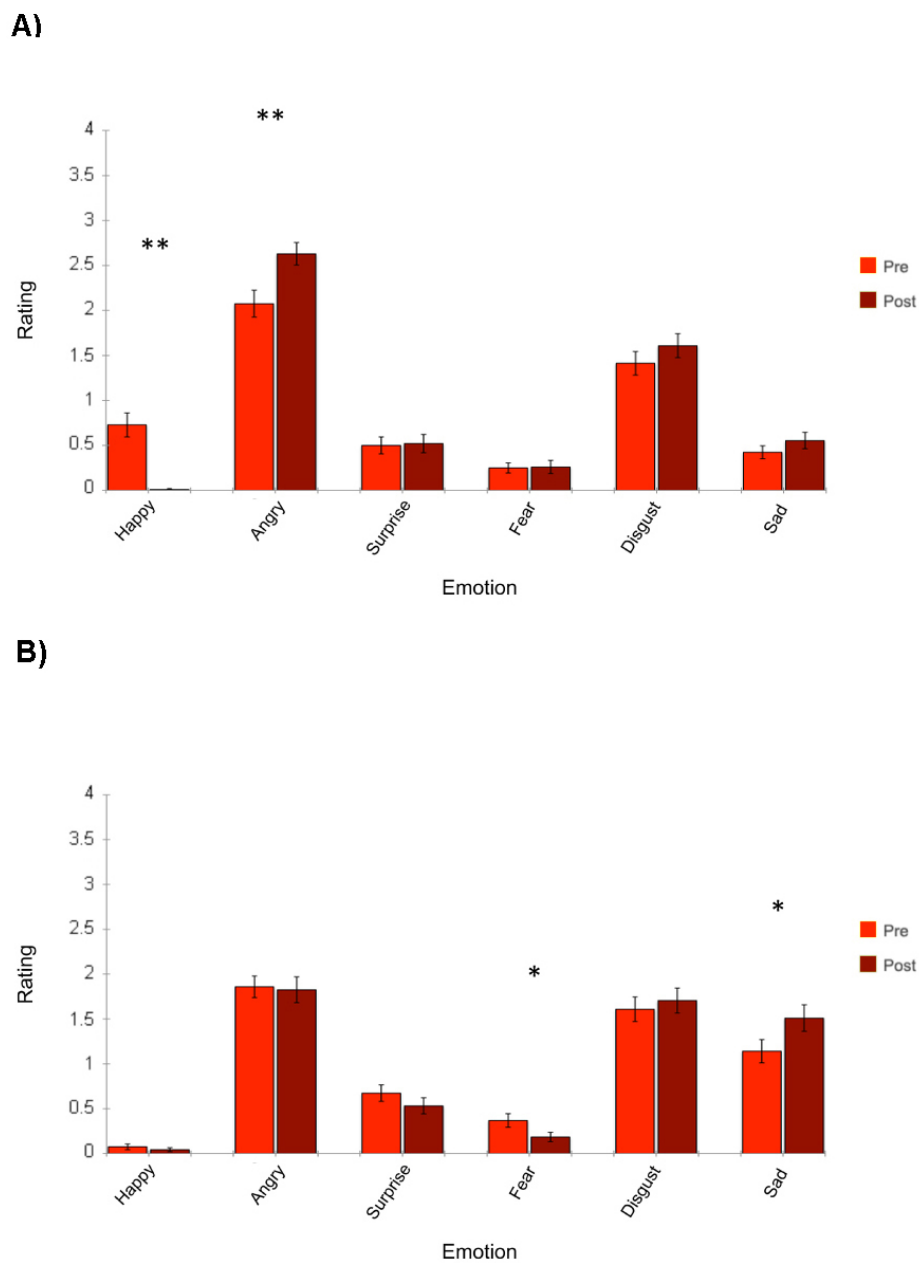 A)
**
4
3.5
3
**
2.5
Pre
Rating
Post
2
1.5
1
0.5
0
Happy
Angry
Surprise
Fear
Disgust
Sad
Emotion
B)
4
3.5
3
2.5
*
Pre
2
*
Rating
Post
1.5
1
0.5
0
Happy
Angry
Surprise
Fear
Disgust
Sad
Emotion